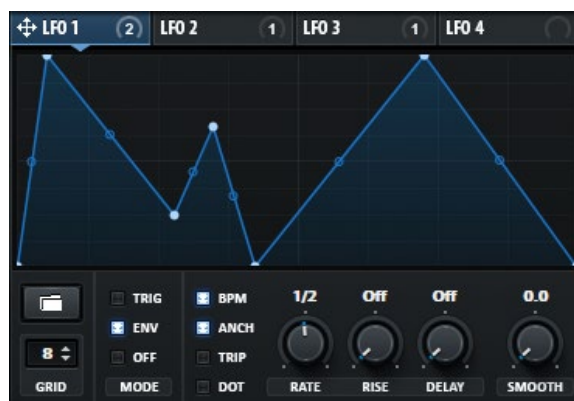 LFO 1 2 LFO 2 1 LFO 3 1 LFO 4
TRIG BPM 1/2 Off Off 0.0
ENV ANCH
8 OFF TRIP
GRID MODE DOT RATE RISE DELAY SMOOTH